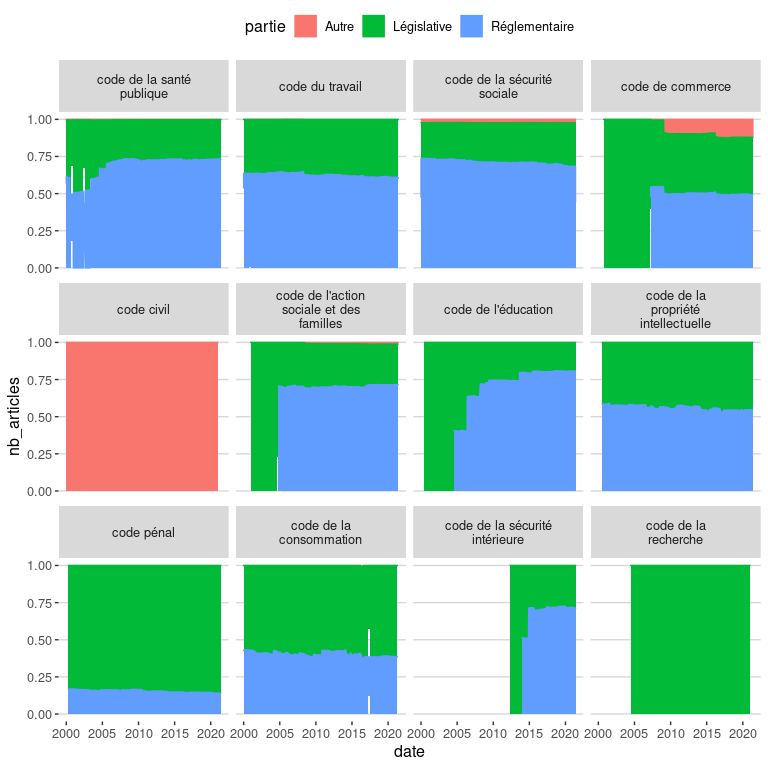 partie Autre Législative Réglementaire
code de la santé
publique
code du travail
code de la sécurité
sociale
code de commerce
1.00
0.75
0.50
0.25
0.00
code civil
code de l'action
sociale et des
familles
code de l'éducation
code de la
propriété
intellectuelle
1.00
0.75
0.50
0.25
0.00
nb_articles
code pénal
code de la
consommation
code de la sécurité
intérieure
code de la
recherche
1.00
0.75
0.50
0.25
0.00
2000 2005 2010 2015 2020 2000 2005 2010 2015 2020 2000 2005 2010 2015 2020 2000 2005 2010 2015 2020
date